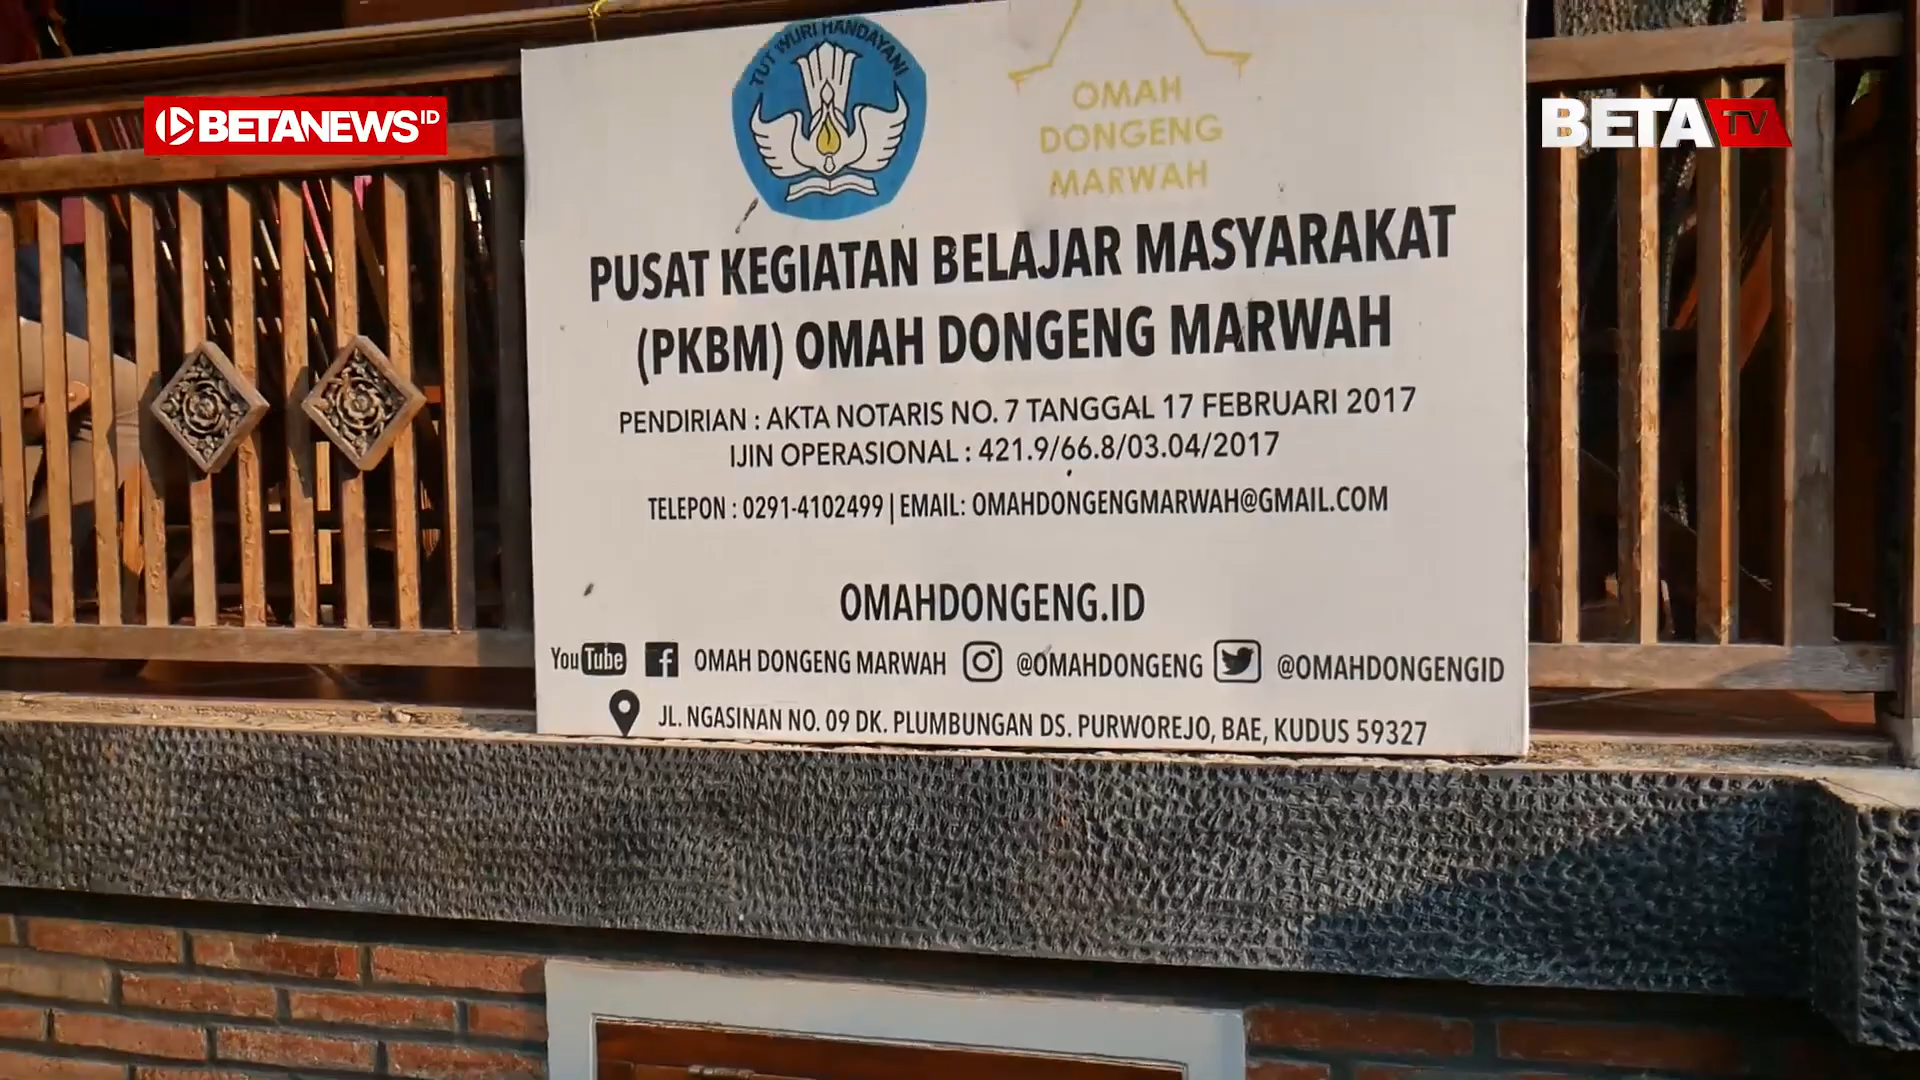 BETANEWS ID
BETA TV
TUT WURI HANDAYANI
OMAH
DONGENG
MARWAH
PUSAT KEGIATAN BELAJAR MASYARAKAT
(PKBM) OMAH DONGENG MARWAH
PENDIRIAN : AKTA NOTARIS NO. 7 TANGGAL 17 FEBRUARI 2017
IJIN OPERASIONAL : 421.9/66.8/03.04/2017
TELEPON : 0291-4102499 | EMAIL: OMAHDONGENGMARWAH@GMAIL.COM
OMAHDONGENG.ID
YouTube f OMAH DONGENG MARWAH @OMAHDONGENG @OMAHDONGENGID
JL. NGASINAN NO. 09 DK. PLUMBUNGAN DS. PURWOREJO, BAE, KUDUS 59327